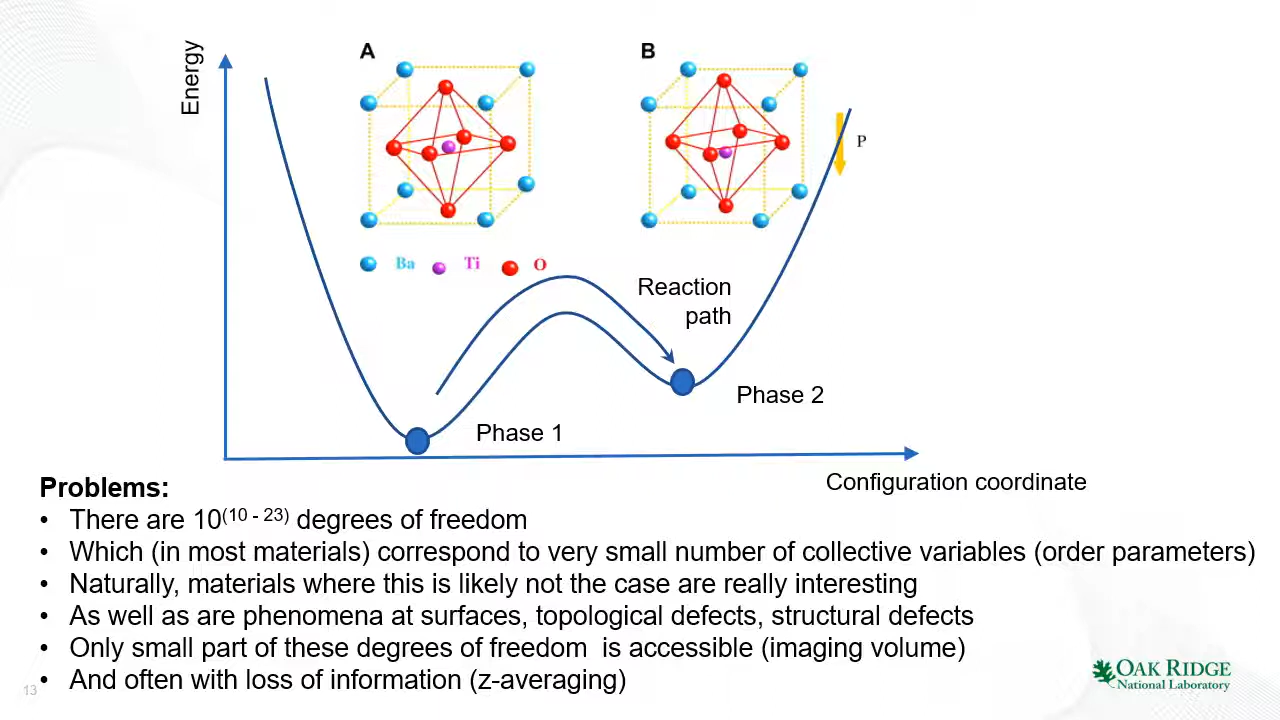 Energy
A
B
P
Ba Ti O
Reaction
path
Phase 2
Phase 1
Configuration coordinate
Problems:
• There are 10(10 - 23) degrees of freedom
• Which (in most materials) correspond to very small number of collective variables (order parameters)
• Naturally, materials where this is likely not the case are really interesting
• As well as are phenomena at surfaces, topological defects, structural defects
• Only small part of these degrees of freedom  is accessible (imaging volume)
• And often with loss of information (z-averaging)
13
OAK RIDGE
National Laboratory